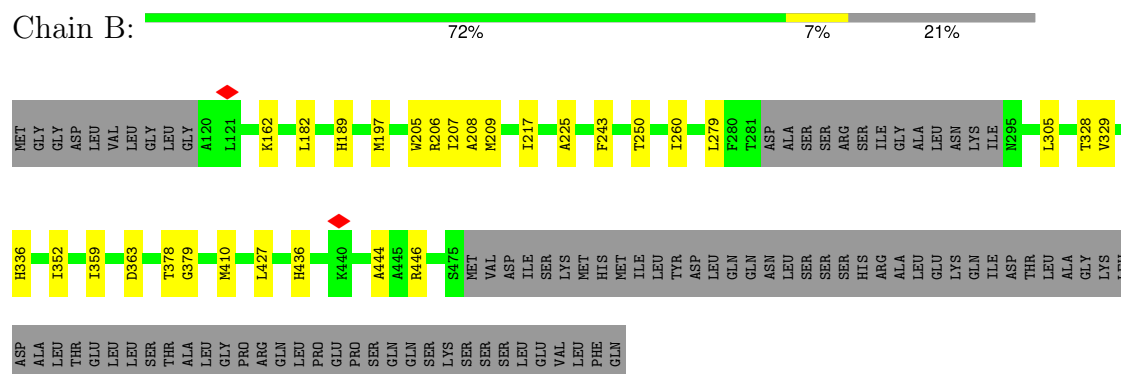 Chain B:
72% 7% 21%
MET GLY GLY ASP LEU VAL LEU GLY LEU GLY A120 L121 K162 L182 H189 M197 W205 R206 I207 A208 M209 I217 A225 F243 T250 I260 L279 F280 T281 ASP ALA SER SER ARG SER ILE GLY ALA LEU ASN LYS ILE N295 L305 T328 V329
H336 I352 I359 D363 T378 G379 M410 L427 H436 K440 A444 A445 R446 S475 MET VAL ASP ILE SER LYS MET HIS MET ILE LEU TYR ASP LEU GLN GLN ASN LEU SER SER SER HIS ARG ALA LEU GLU LYS GLN ILE ASP THR LEU ALA GLY LYS
ASP ALA LEU THR GLU LEU LEU SER THR ALA LEU GLY PRO ARG GLN LEU PRO GLU PRO SER GLN GLN SER LYS SER SER SER LEU GLU VAL LEU PHE GLN